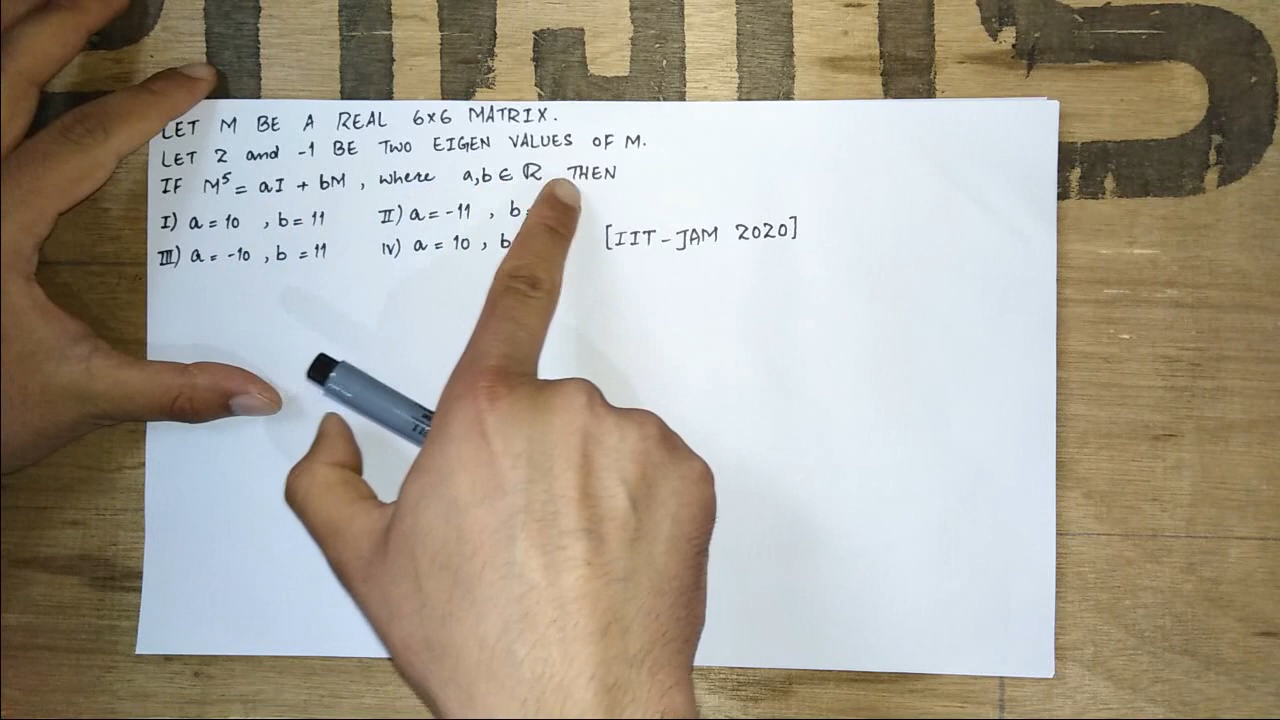 LET M BE A REAL 6×6 MATRIX.
LET 2 and -1 BE TWO EIGEN VALUES OF M.
IF M⁵ = aI + bM , where a,b ∈ ℝ THEN
I) a = 10 , b = 11 II) a = -11 , b =
III) a = -10 , b = 11 IV) a = 10 , b [IIT-JAM 2020]